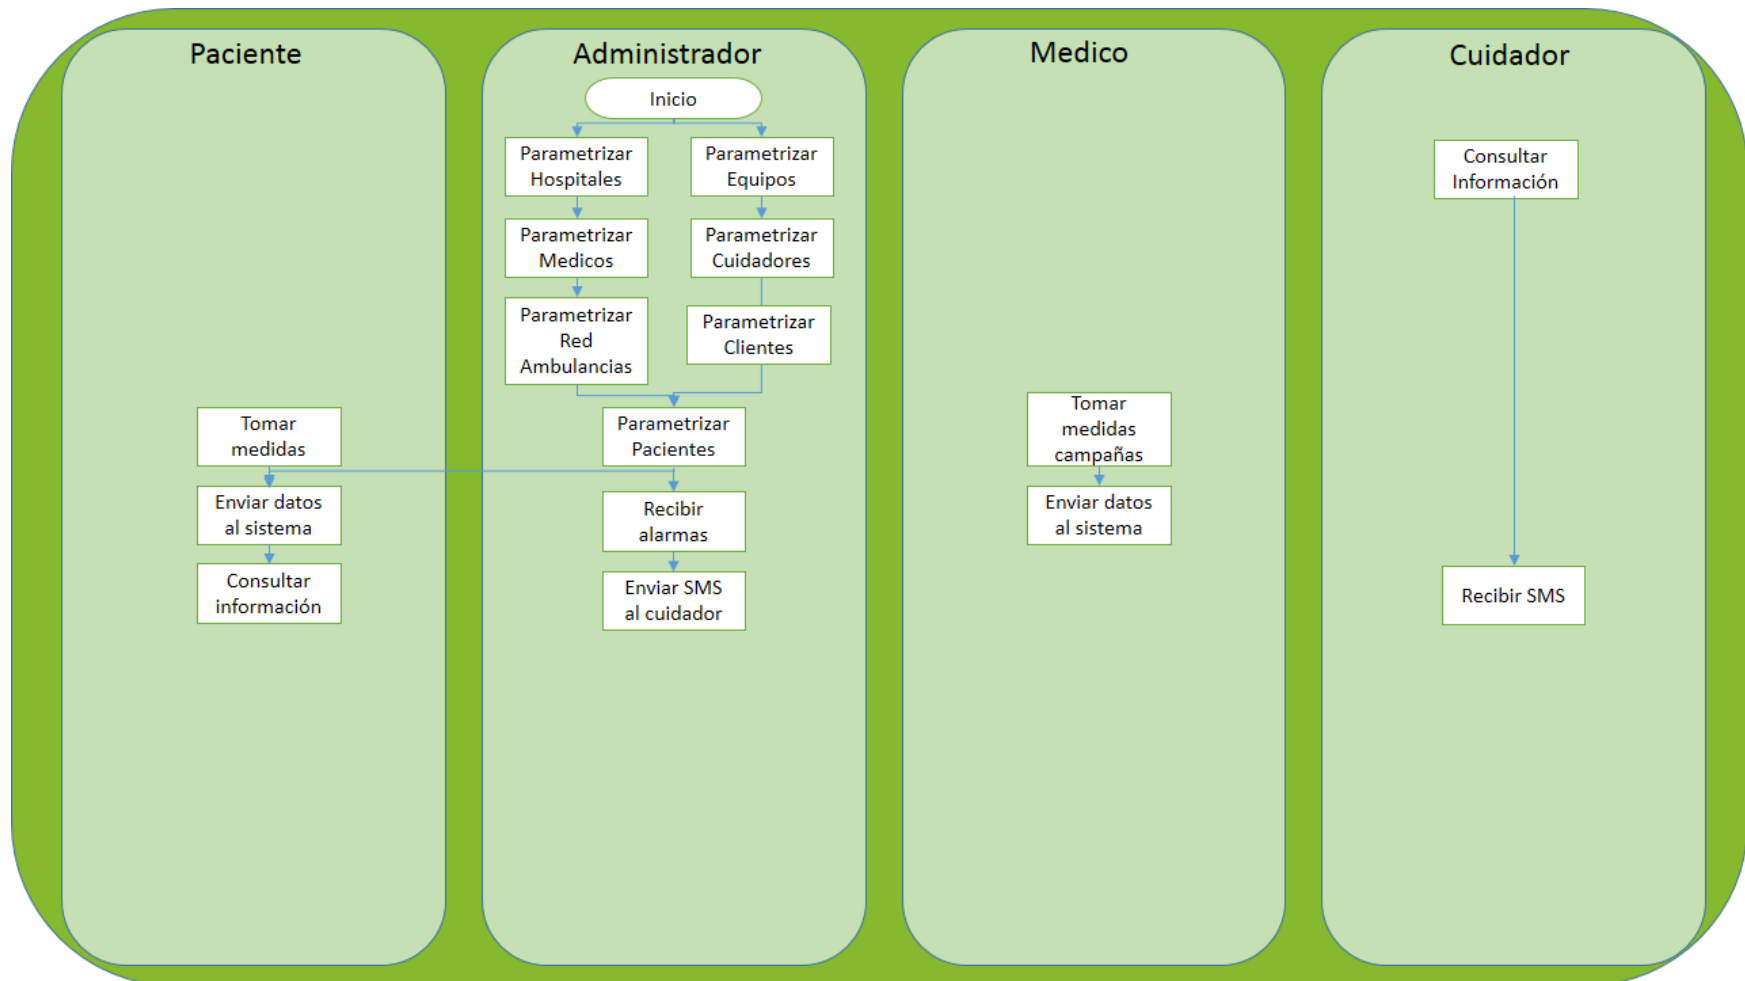 Paciente
Tomar
medidas
Enviar datos
al sistema
Consultar
información
Administrador
Inicio
Parametrizar
Hospitales
Parametrizar
Equipos
Parametrizar
Medicos
Parametrizar
Cuidadores
Parametrizar
Red
Ambulancias
Parametrizar
Clientes
Parametrizar
Pacientes
Recibir
alarmas
Enviar SMS
al cuidador
Medico
Tomar
medidas
campañas
Enviar datos
al sistema
Cuidador
Consultar
Información
Recibir SMS